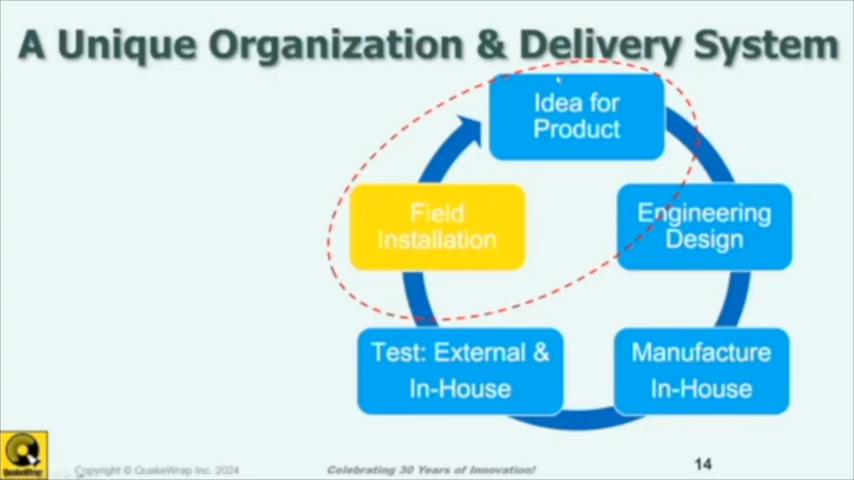 A Unique Organization & Delivery System
Idea for
Product
Field
Installation
Engineering
Design
Test: External &
In-House
Manufacture
In-House
QuakeWrap
Copyright © QuakeWrap Inc. 2024
Celebrating 30 Years of Innovation!
14